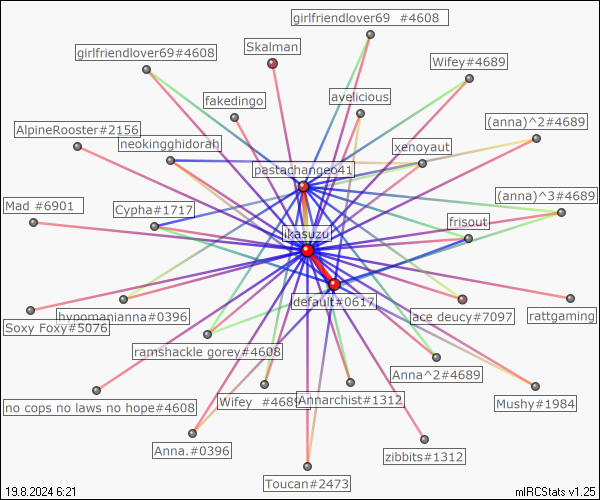 girlfriendlover69  #4608
girlfriendlover69#4608
Skalman
Wifey#4689
fakedingo
avelicious
AlpineRooster#2156
neokingghidorah
xenoyaut
(anna)^2#4689
pastachangeo41
Mad #6901
Cypha#1717
(anna)^3#4689
ikasuzu
frisout
hypomanianna#0396
default#0617
ace deucy#7097
rattgaming
Soxy Foxy#5076
ramshackle gorey#4608
Anna^2#4689
no cops no laws no hope#4608
Wifey  #4689
Annarchist#1312
Mushy#1984
Anna.#0396
zibbits#1312
Toucan#2473
19.8.2024 6:21
mIRCStats v1.25